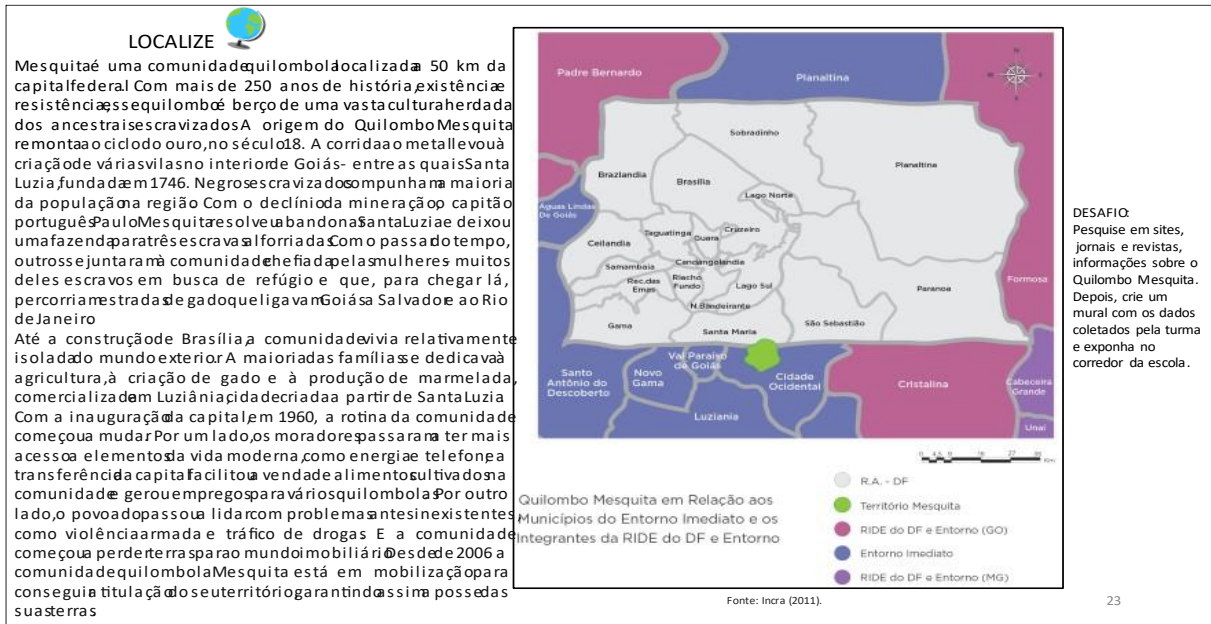 LOCALIZE
Mesquita é uma comunidade quilombola localizada a 50 km da
capital federal. Com mais de 250 anos de história, existência e
resistência, esse quilombo é berço de uma vasta cultura herdada
dos ancestrais escravizados. A origem do Quilombo Mesquita
remonta ao ciclo do ouro, no século 18. A corrida ao metal levou à
criação de várias vilas no interior de Goiás - entre as quais Santa
Luzia, fundada em 1746. Negros escravizados compunham a maioria
da população na região. Com o declínio da mineração, o capitão
português Paulo Mesquita resolveu abandonar Santa Luzia e deixou
uma fazenda para três escravas alforriadas. Com o passar do tempo,
outros se juntaram à comunidade chefiada pelas mulheres - muitos
deles escravos em busca de refúgio e que, para chegar lá,
percorriam estradas de gado que ligavam Goiás a Salvador e ao Rio
de Janeiro
Até a construção de Brasília, a comunidade vivia relativamente
isolada do mundo exterior. A maioria das famílias se dedicava à
agricultura, à criação de gado e à produção de marmelada,
comercializada em Luziânia, cidade criada a partir de Santa Luzia
Com a inauguração da capital, em 1960, a rotina da comunidade
começou a mudar. Por um lado, os moradores passaram a ter mais
acesso a elementos da vida moderna, como energia e telefone, a
transferência da capital facilitou a venda de alimentos cultivados na
comunidade e gerou empregos para vários quilombolas. Por outro
lado, o povoado passou a lidar com problemas antes inexistentes,
como violência armada e tráfico de drogas. E a comunidade
começou a perder terras para o mundo imobiliário. Desde de 2006 a
comunidade quilombola Mesquita está em mobilização para
conseguir a titulação do seu território garantindo assim a posse das
suas terras
Padre Bernardo
Planaltina
Sobradinho
Planaltina
Brazlandia
Brasília
Lago Norte
Águas Lindas
De Goiás
Taguatinga
Guara
Cruzeiro
Ceilandia
Candangolandia
Samambaia
Riacho
Fundo
Rec.das
Emas
Lago Sul
Paranoa
Formosa
N.Bandeirante
Gama
Santa Maria
São Sebastião
Santo
Antônio do
Descoberto
Novo
Gama
Val Paraíso
de Goiás
Cidade
Ocidental
Cristalina
Cabeceira
Grande
Luziania
Unai
0 4,5 9 18 27 36
Km
Quilombo Mesquita em Relação aos
Municípios do Entorno Imediato e os
Integrantes da RIDE do DF e Entorno
R.A. - DF
Território Mesquita
RIDE do DF e Entorno (GO)
Entorno Imediato
RIDE do DF e Entorno (MG)
Fonte: Incra (2011).
DESAFIO:
Pesquise em sites,
jornais e revistas,
informações sobre o
Quilombo Mesquita.
Depois, crie um
mural com os dados
coletados pela turma
e exponha no
corredor da escola.
23